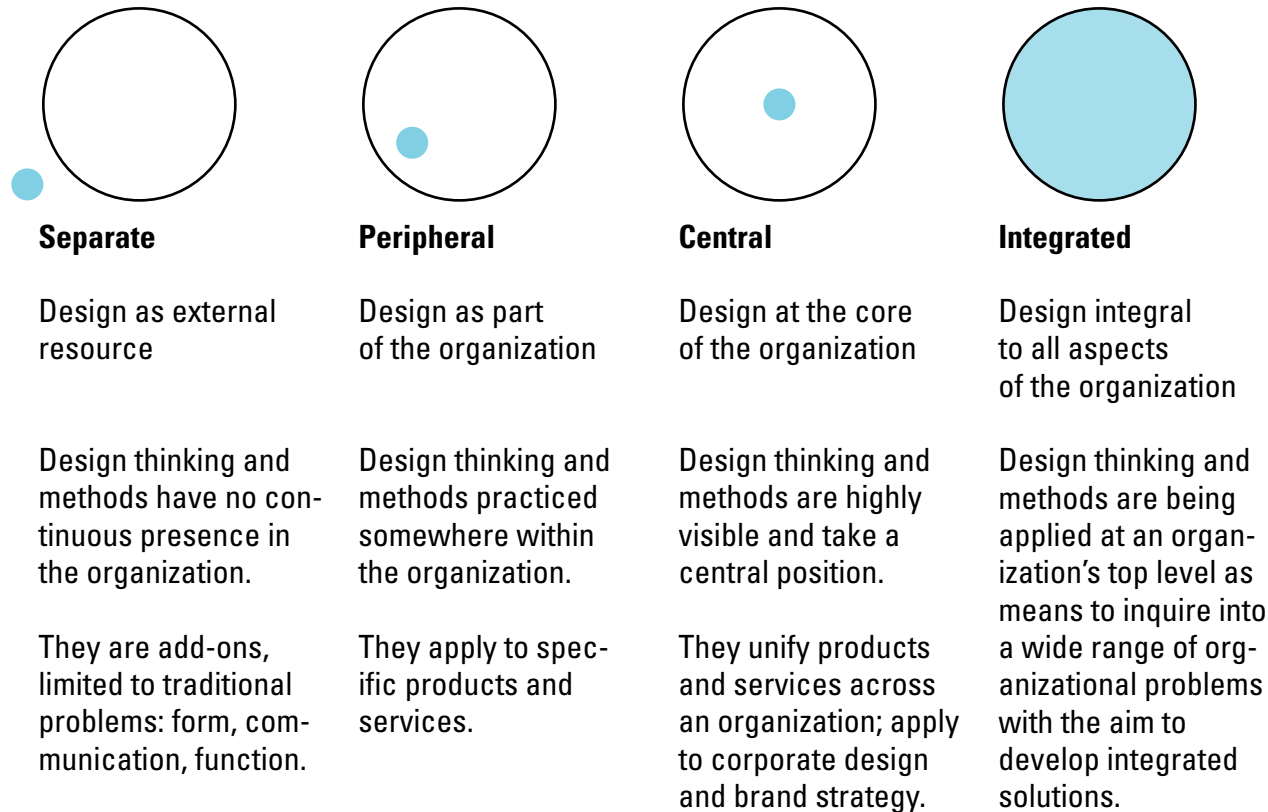 Separate
Design as external
resource
Design thinking and
methods have no con-
tinuous presence in
the organization.
They are add-ons,
limited to traditional
problems: form, com-
munication, function.
Peripheral
Design as part
of the organization
Design thinking and
methods practiced
somewhere within
the organization.
They apply to spec-
ific products and
services.
Central
Design at the core
of the organization
Design thinking and
methods are highly
visible and take a
central position.
They unify products
and services across
an organization; apply
to corporate design
and brand strategy.
Integrated
Design integral
to all aspects
of the organization
Design thinking and
methods are being
applied at an organ-
ization's top level as
means to inquire into
a wide range of org-
anizational problems
with the aim to
develop integrated
solutions.